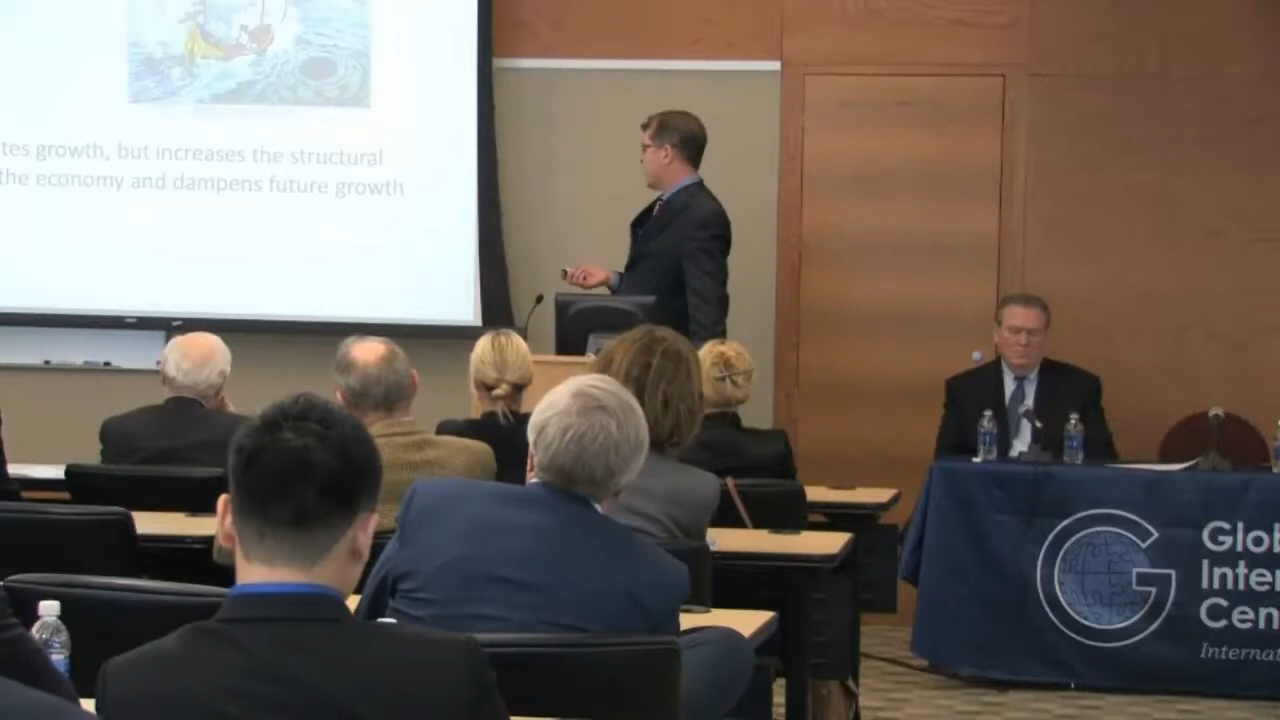 tes growth, but increases the structural
the economy and dampens future growth
G
Glob
Inter
Cen
Internat